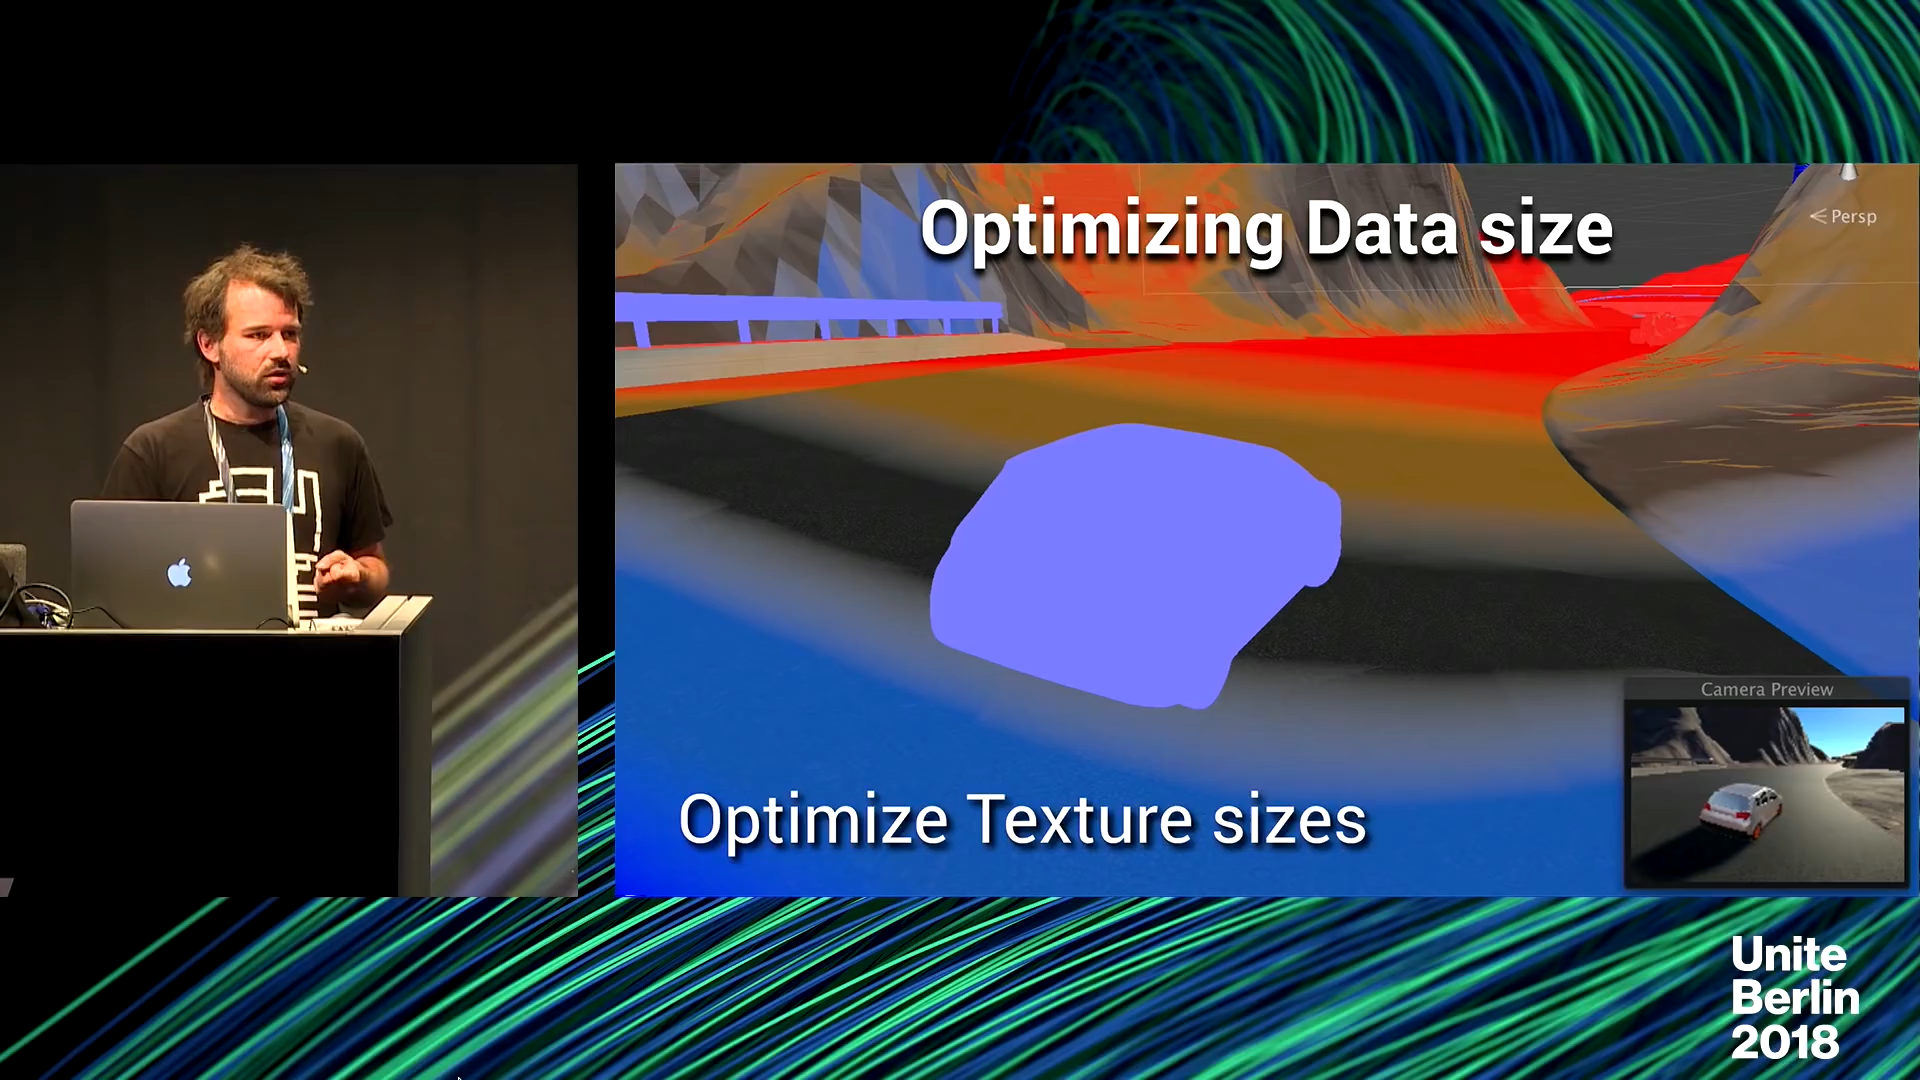 Optimizing Data size
Persp
Optimize Texture sizes
Camera Preview
Unite
Berlin
2018